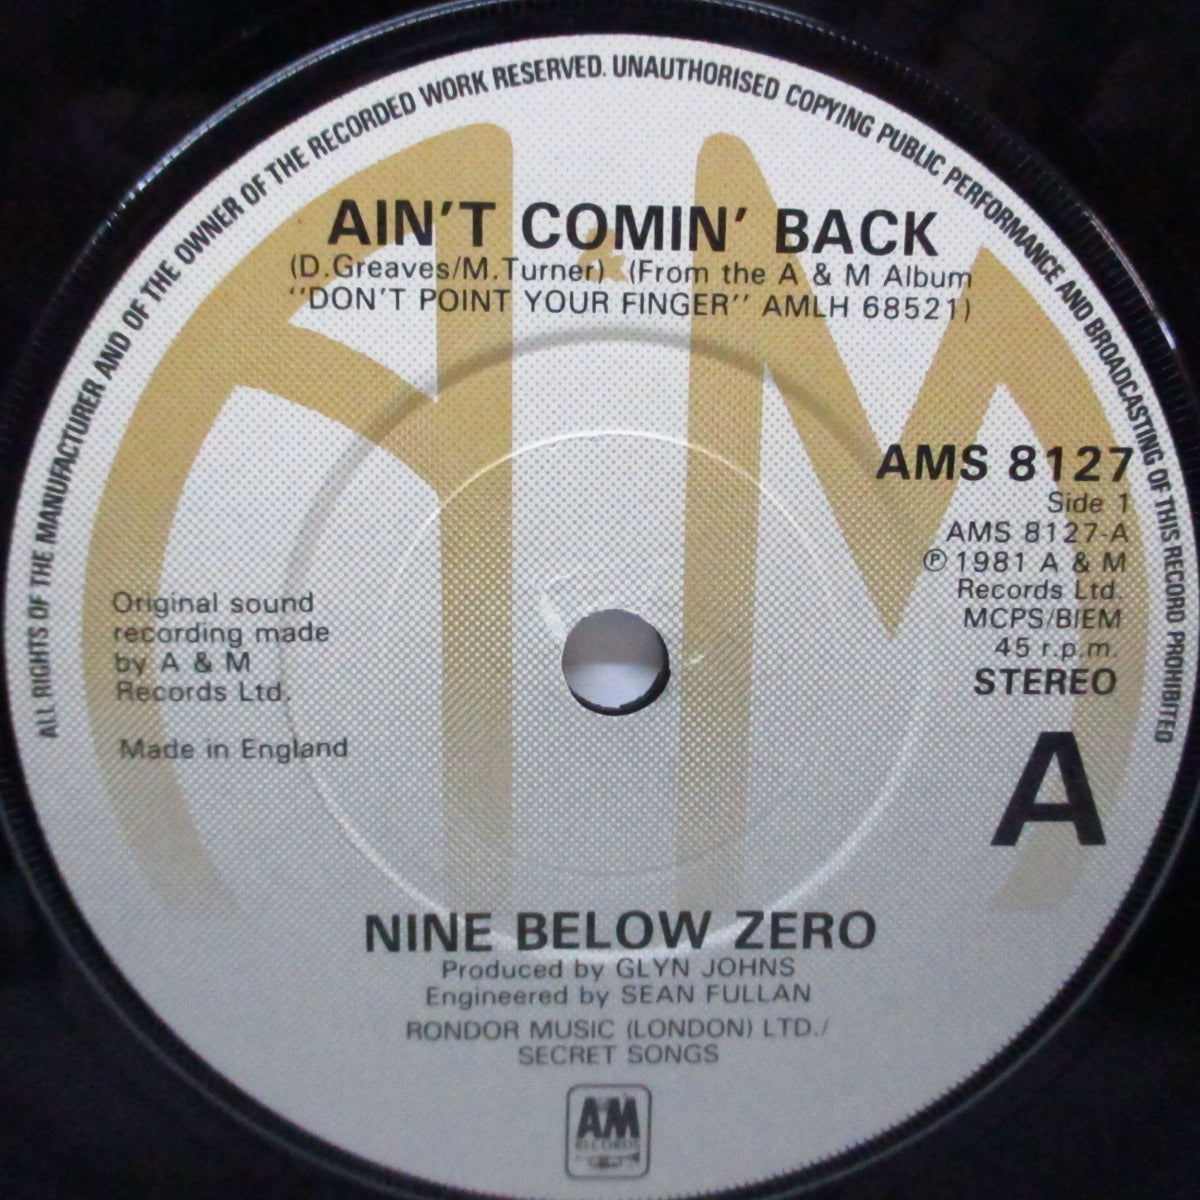 ALL RIGHTS OF THE MANUFACTURER AND OF THE OWNER OF THE RECORDED WORK RESERVED. UNAUTHORISED COPYING PUBLIC PERFORMANCE AND BROADCASTING OF THIS RECORD PROHIBITED
AIN'T COMIN' BACK
(D.Greaves/M.Turner) (From the A & M Album
"DON'T POINT YOUR FINGER" AMLH 68521)
AMS 8127
Side 1
AMS 8127-A
℗ 1981 A & M
Records Ltd.
MCPS/BIEM
45 r.p.m.
STEREO
A
Original sound
recording made
by A & M
Records Ltd.
Made in England
NINE BELOW ZERO
Produced by GLYN JOHNS
Engineered by SEAN FULLAN
RONDOR MUSIC (LONDON) LTD./
SECRET SONGS
A&M
RECORDS